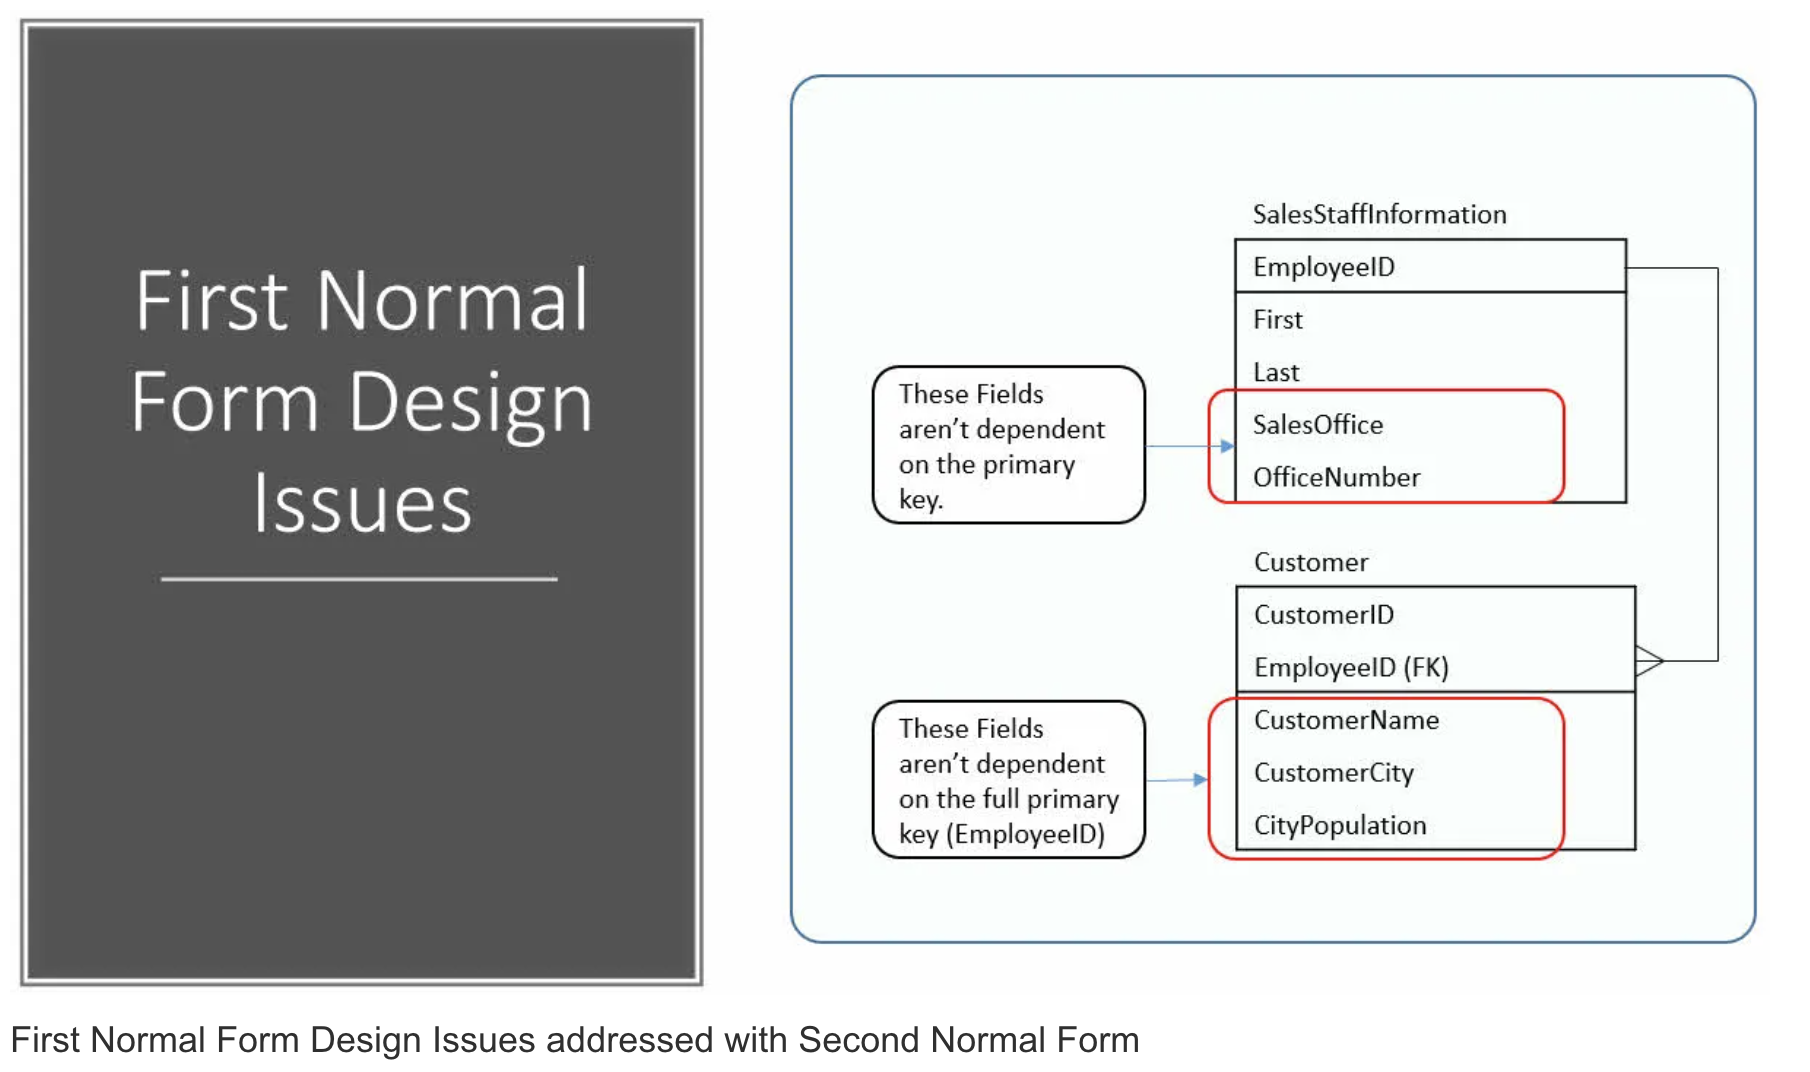 First Normal
Form Design
Issues
SalesStaffInformation
EmployeeID
First
Last
SalesOffice
OfficeNumber
These Fields
aren’t dependent
on the primary
key.
Customer
CustomerID
EmployeeID (FK)
CustomerName
CustomerCity
CityPopulation
These Fields
aren’t dependent
on the full primary
key (EmployeeID)
First Normal Form Design Issues addressed with Second Normal Form